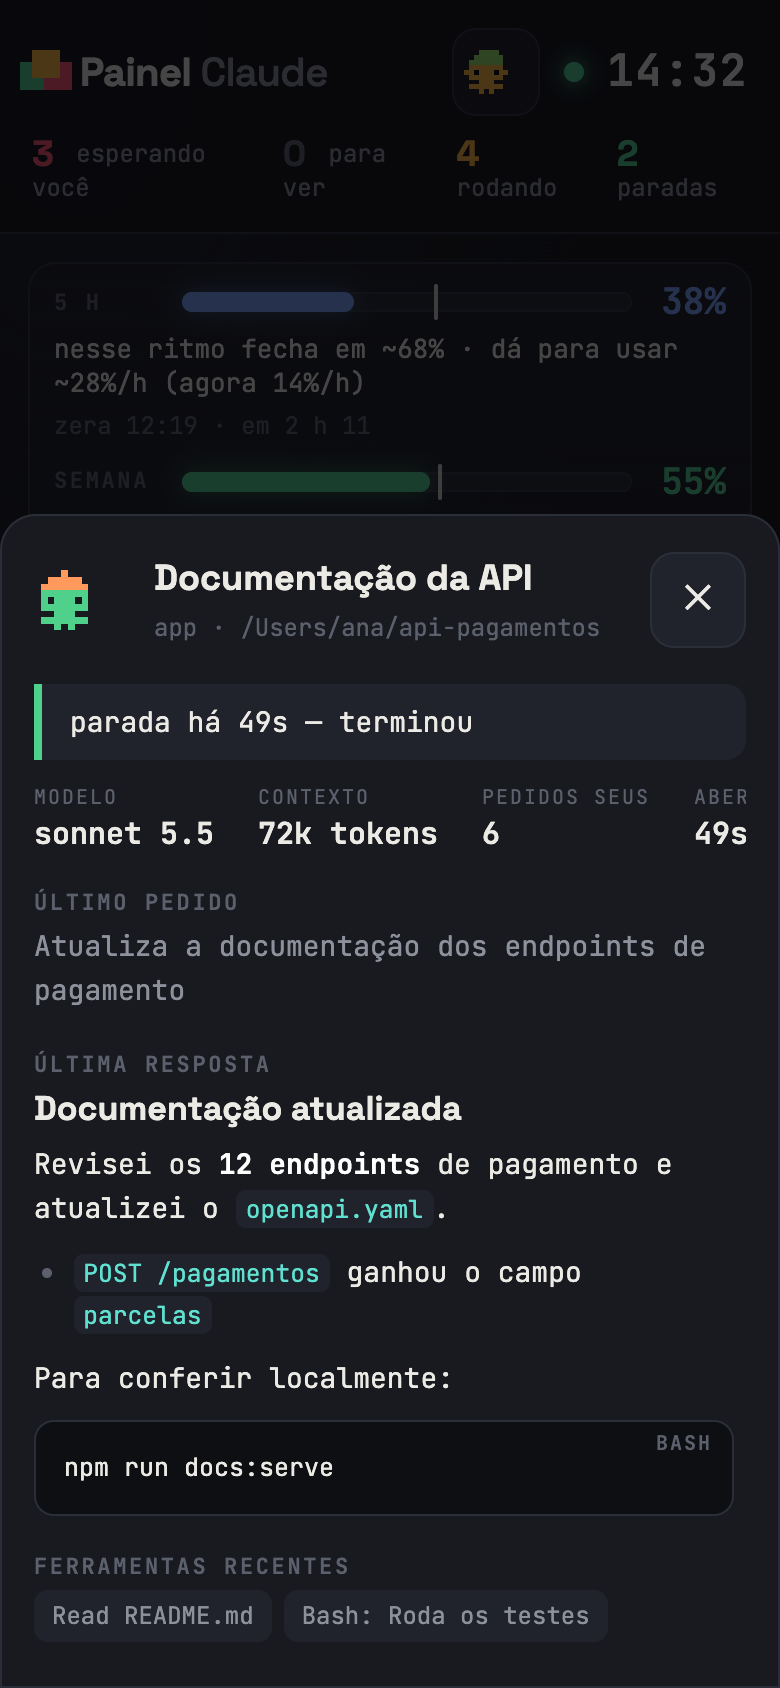 Painel Claude 14:32
3 esperando você
0 para ver
4 rodando
2 paradas
5 H 38%
nesse ritmo fecha em ~68% · dá para usar
~28%/h (agora 14%/h)
zera 12:19 · em 2 h 11
SEMANA 55%
Documentação da API
app · /Users/ana/api-pagamentos
parada há 49s — terminou
MODELO CONTEXTO PEDIDOS SEUS ABER
sonnet 5.5 72k tokens 6 49s
ÚLTIMO PEDIDO
Atualiza a documentação dos endpoints de
pagamento
ÚLTIMA RESPOSTA
Documentação atualizada
Revisei os 12 endpoints de pagamento e
atualizei o openapi.yaml.
• POST /pagamentos ganhou o campo
parcelas
Para conferir localmente:
BASH
npm run docs:serve
FERRAMENTAS RECENTES
Read README.md Bash: Roda os testes